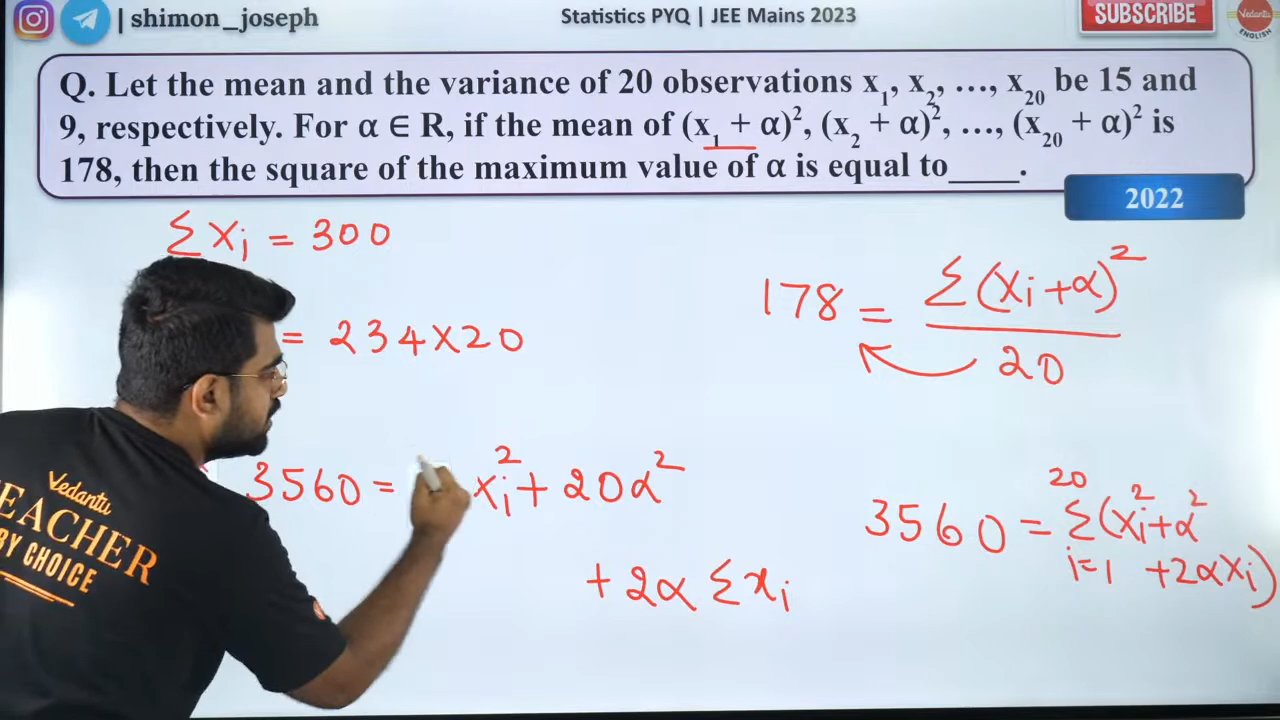 | shimon_joseph
Statistics PYQ | JEE Mains 2023
SUBSCRIBE
Vedantu
ENGLISH
Q. Let the mean and the variance of 20 observations x₁, x₂, …, x₂₀ be 15 and
9, respectively. For α ∈ R, if the mean of (x₁ + α)², (x₂ + α)², …, (x₂₀ + α)² is
178, then the square of the maximum value of α is equal to____.
2022
Σxᵢ = 300
= 234×20
178 = Σ(xᵢ+α)²
20
3560 = xᵢ² + 20α²
+ 2α Σxᵢ
20
3560 = Σ(xᵢ²+α²
i=1 +2αxᵢ)
Vedantu
TEACHER
BY CHOICE